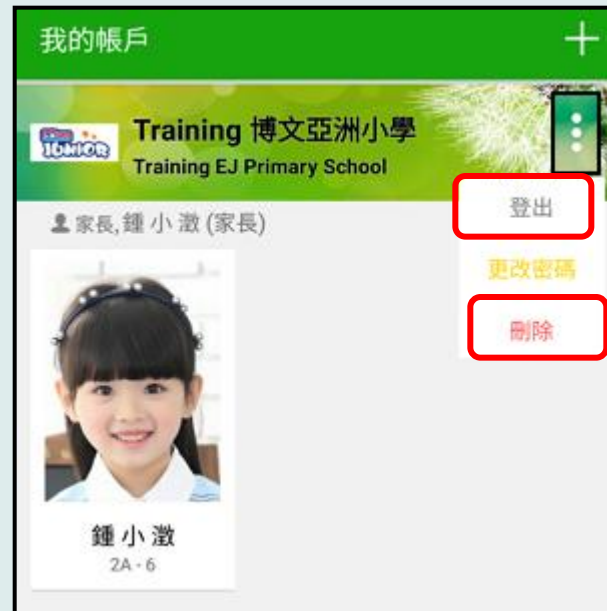 我的帳戶
JUNIOR
Training 博文亞洲小學
Training EJ Primary School
登出
家長,鍾 小 澂 (家長)
更改密碼
刪除
鍾 小 澂
2A - 6